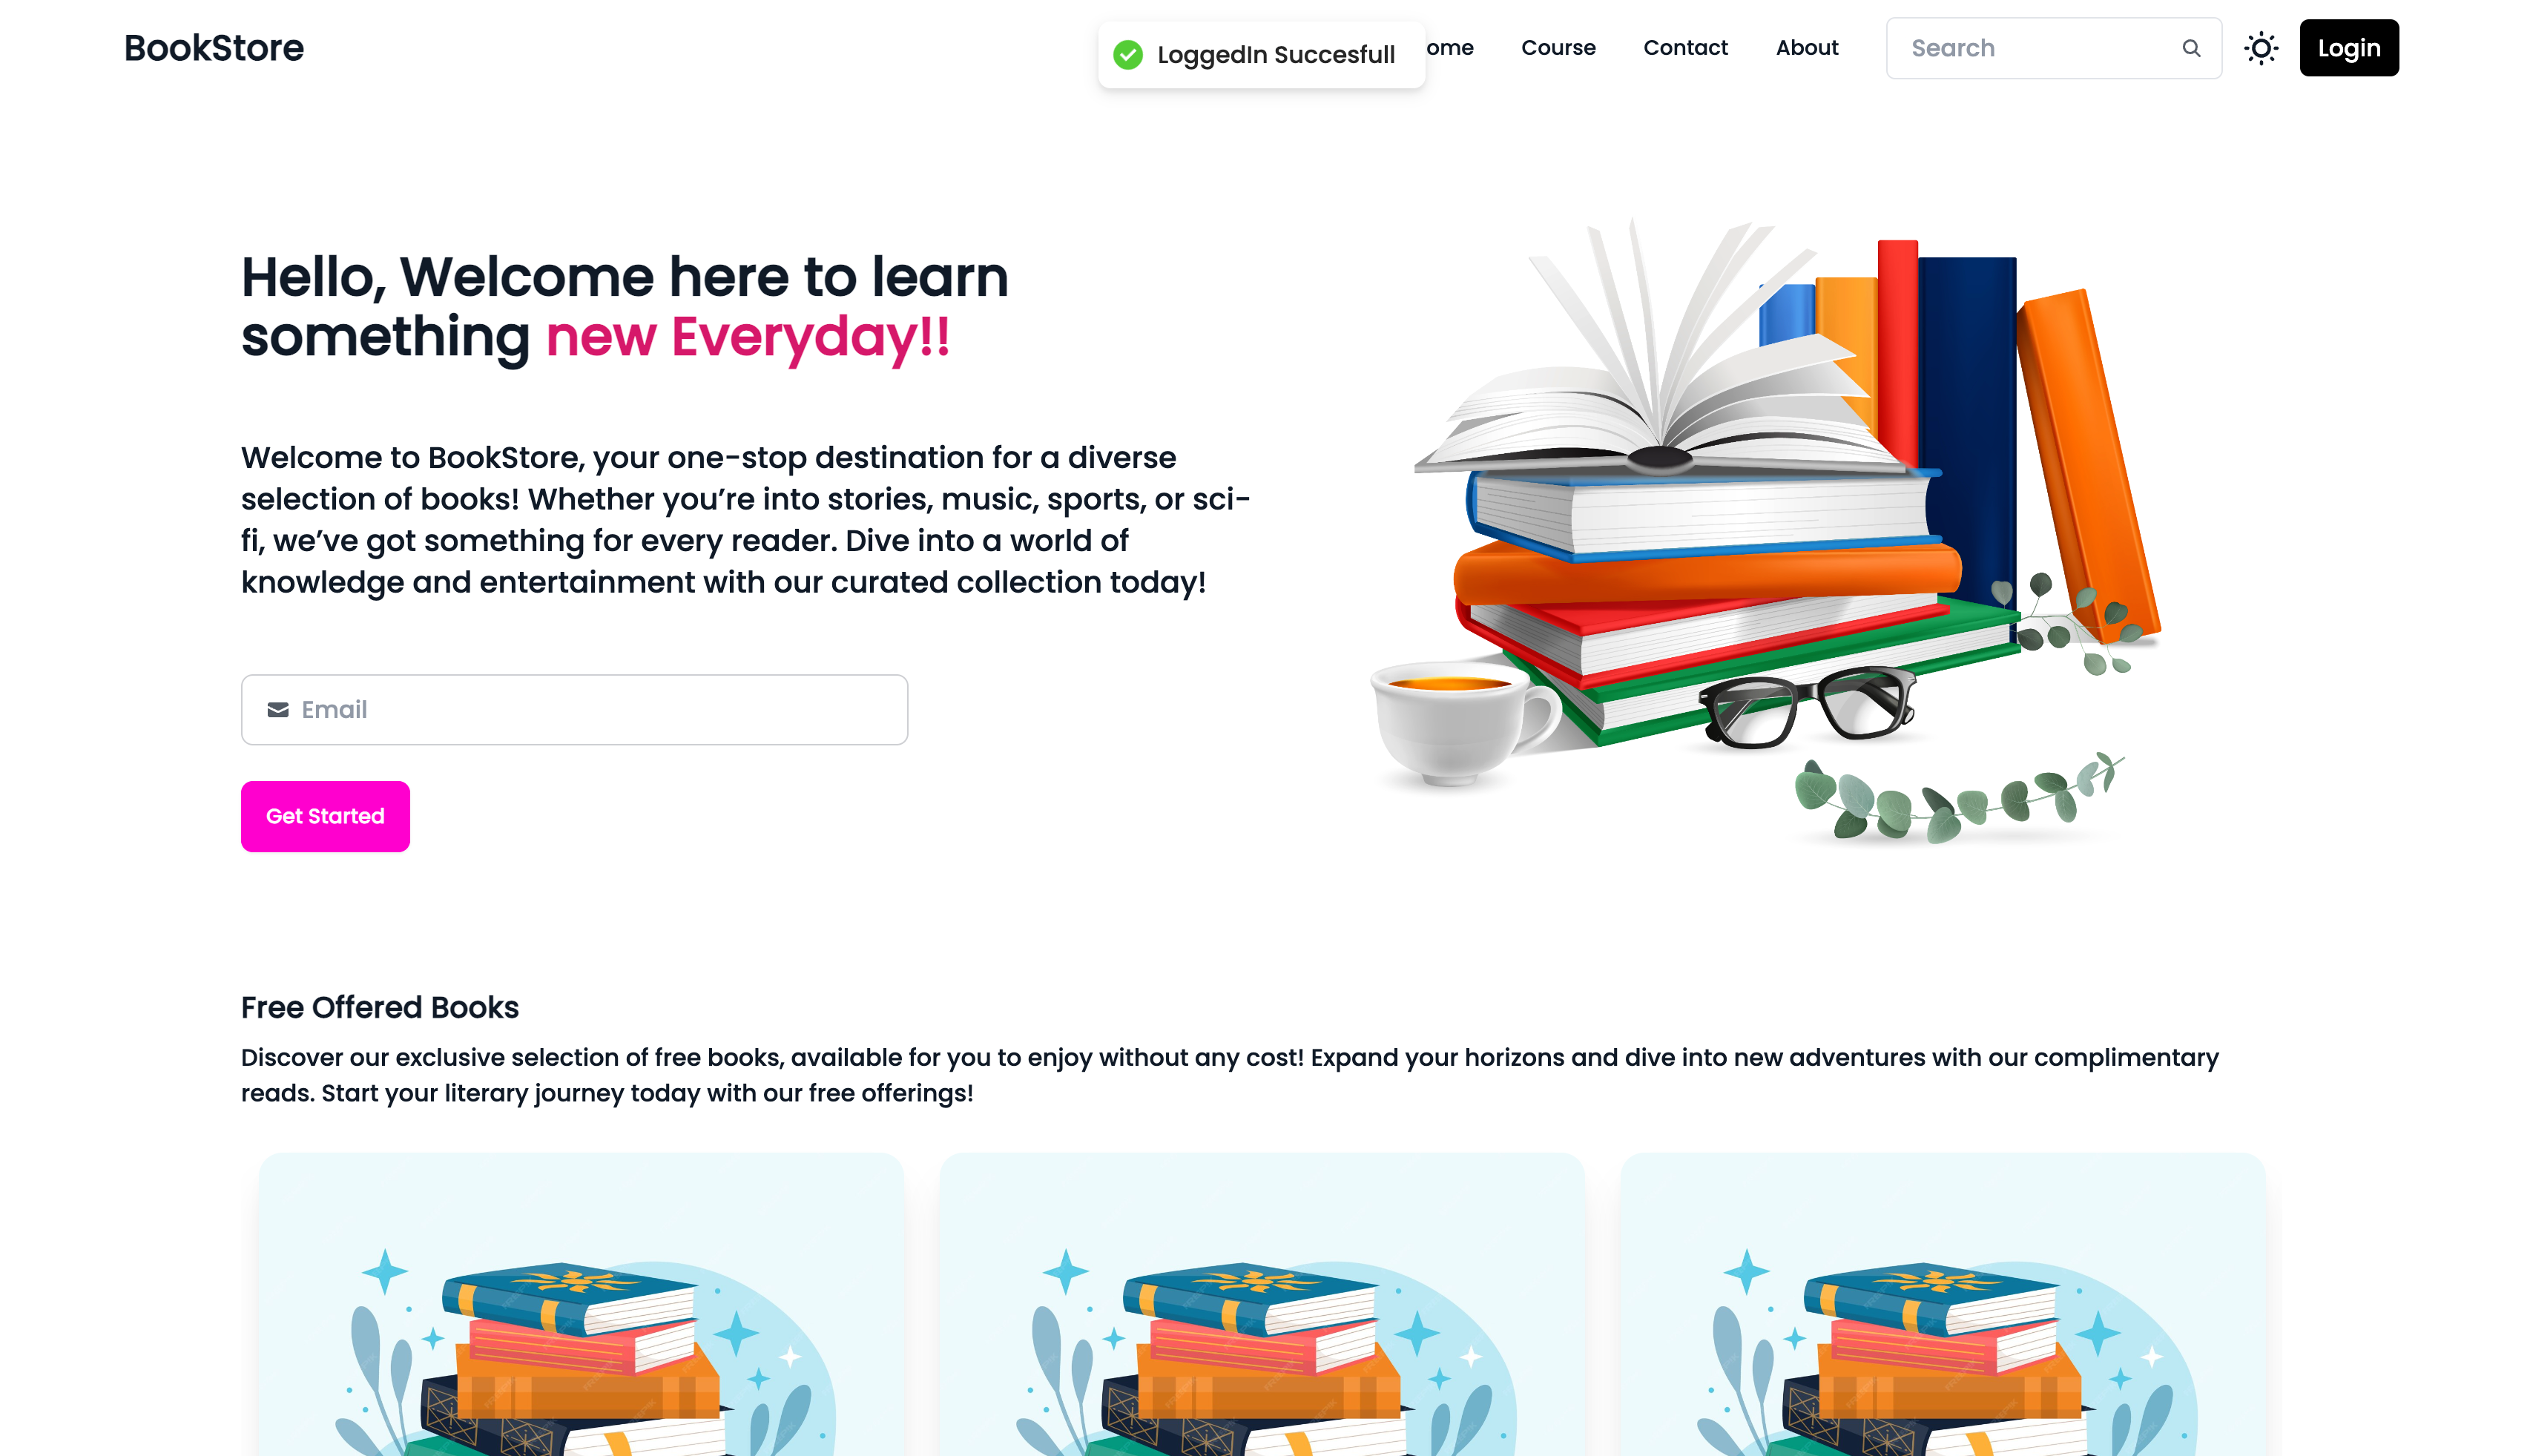 BookStore
LoggedIn Succesfull
ome
Course
Contact
About
Search
Login
Hello, Welcome here to learn
something new Everyday!!
Welcome to BookStore, your one-stop destination for a diverse
selection of books! Whether you’re into stories, music, sports, or sci-
fi, we’ve got something for every reader. Dive into a world of
knowledge and entertainment with our curated collection today!
Email
Get Started
Free Offered Books
Discover our exclusive selection of free books, available for you to enjoy without any cost! Expand your horizons and dive into new adventures with our complimentary
reads. Start your literary journey today with our free offerings!